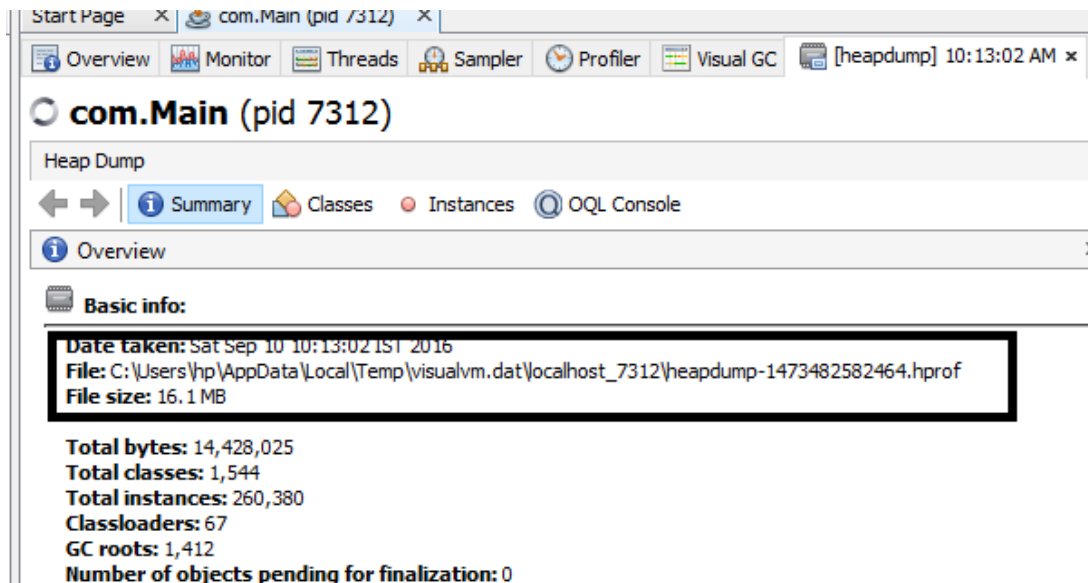 Start Page com.Main (pid 7312)
Overview Monitor Threads Sampler Profiler Visual GC [heapdump] 10:13:02 AM
com.Main (pid 7312)
Heap Dump
Summary Classes Instances OQL Console
Overview
Basic info:
Date taken: Sat Sep 10 10:13:02 IST 2016
File: C:\Users\hp\AppData\Local\Temp\visualvm.dat\localhost_7312\heapdump-1473482582464.hprof
File size: 16.1 MB
Total bytes: 14,428,025
Total classes: 1,544
Total instances: 260,380
Classloaders: 67
GC roots: 1,412
Number of objects pending for finalization: 0